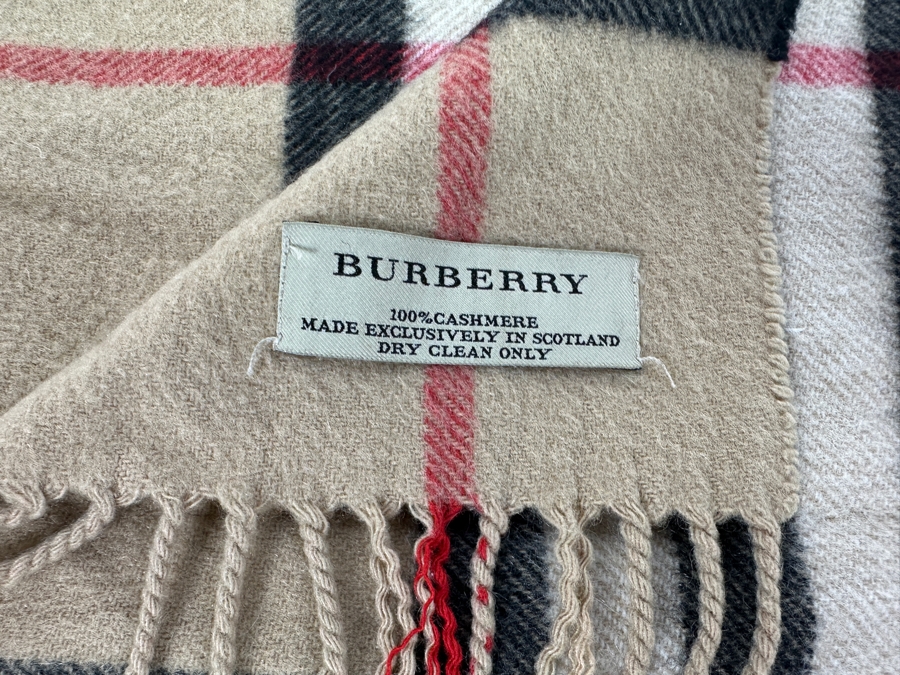 BURBERRY
100%CASHMERE
MADE EXCLUSIVELY IN SCOTLAND
DRY CLEAN ONLY